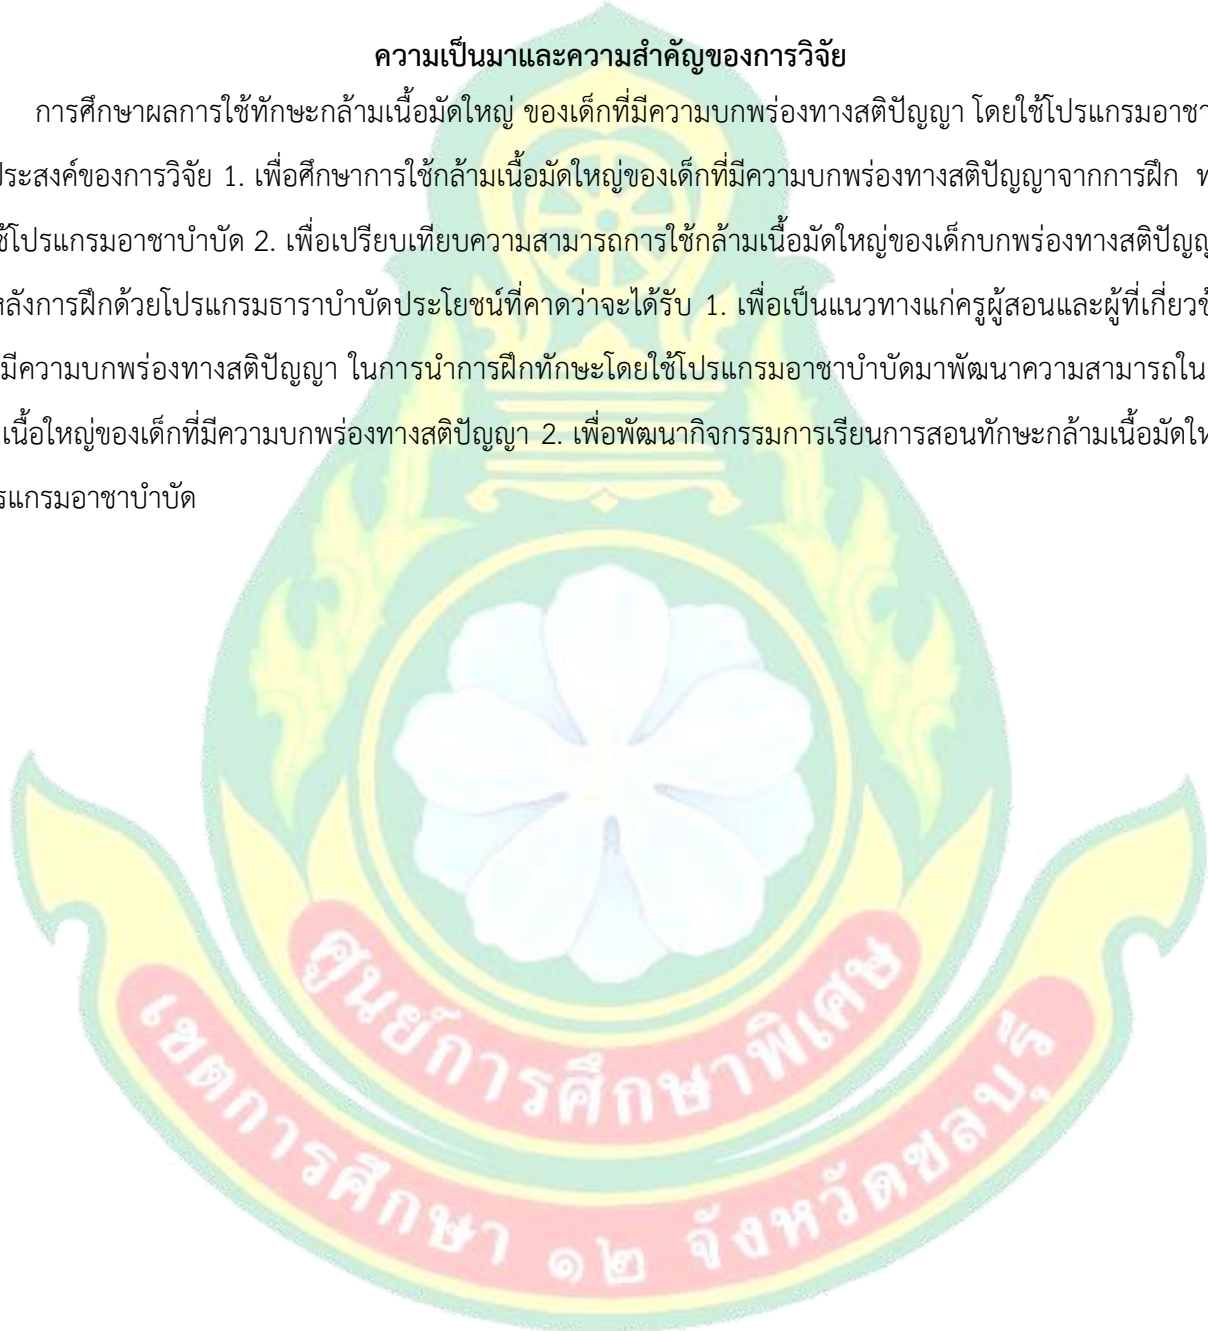 ความเป็นมาและความสำคัญของการวิจัย
การศึกษาผลการใช้ทักษะกล้ามเนื้อมัดใหญ่ ของเด็กที่มีความบกพร่องทางสติปัญญา โดยใช้โปรแกรมอาชา
ประสงค์ของการวิจัย 1. เพื่อศึกษาการใช้กล้ามเนื้อมัดใหญ่ของเด็กที่มีความบกพร่องทางสติปัญญาจากการฝึก
ช้โปรแกรมอาชาบำบัด 2. เพื่อเปรียบเทียบความสามารถการใช้กล้ามเนื้อมัดใหญ่ของเด็กบกพร่องทางสติปัญญ
หลังการฝึกด้วยโปรแกรมธาราบำบัดประโยชน์ที่คาดว่าจะได้รับ 1. เพื่อเป็นแนวทางแก่ครูผู้สอนและผู้ที่เกี่ยวข้
มีความบกพร่องทางสติปัญญา ในการนำการฝึกทักษะโดยใช้โปรแกรมอาชาบำบัดมาพัฒนาความสามารถใน
เนื้อใหญ่ของเด็กที่มีความบกพร่องทางสติปัญญา 2. เพื่อพัฒนากิจกรรมการเรียนการสอนทักษะกล้ามเนื้อมัดให
รแกรมอาชาบำบัด
ศูนย์การศึกษาพิเศษ
เขตการศึกษา ๑๒ จังหวัดชลบุรี